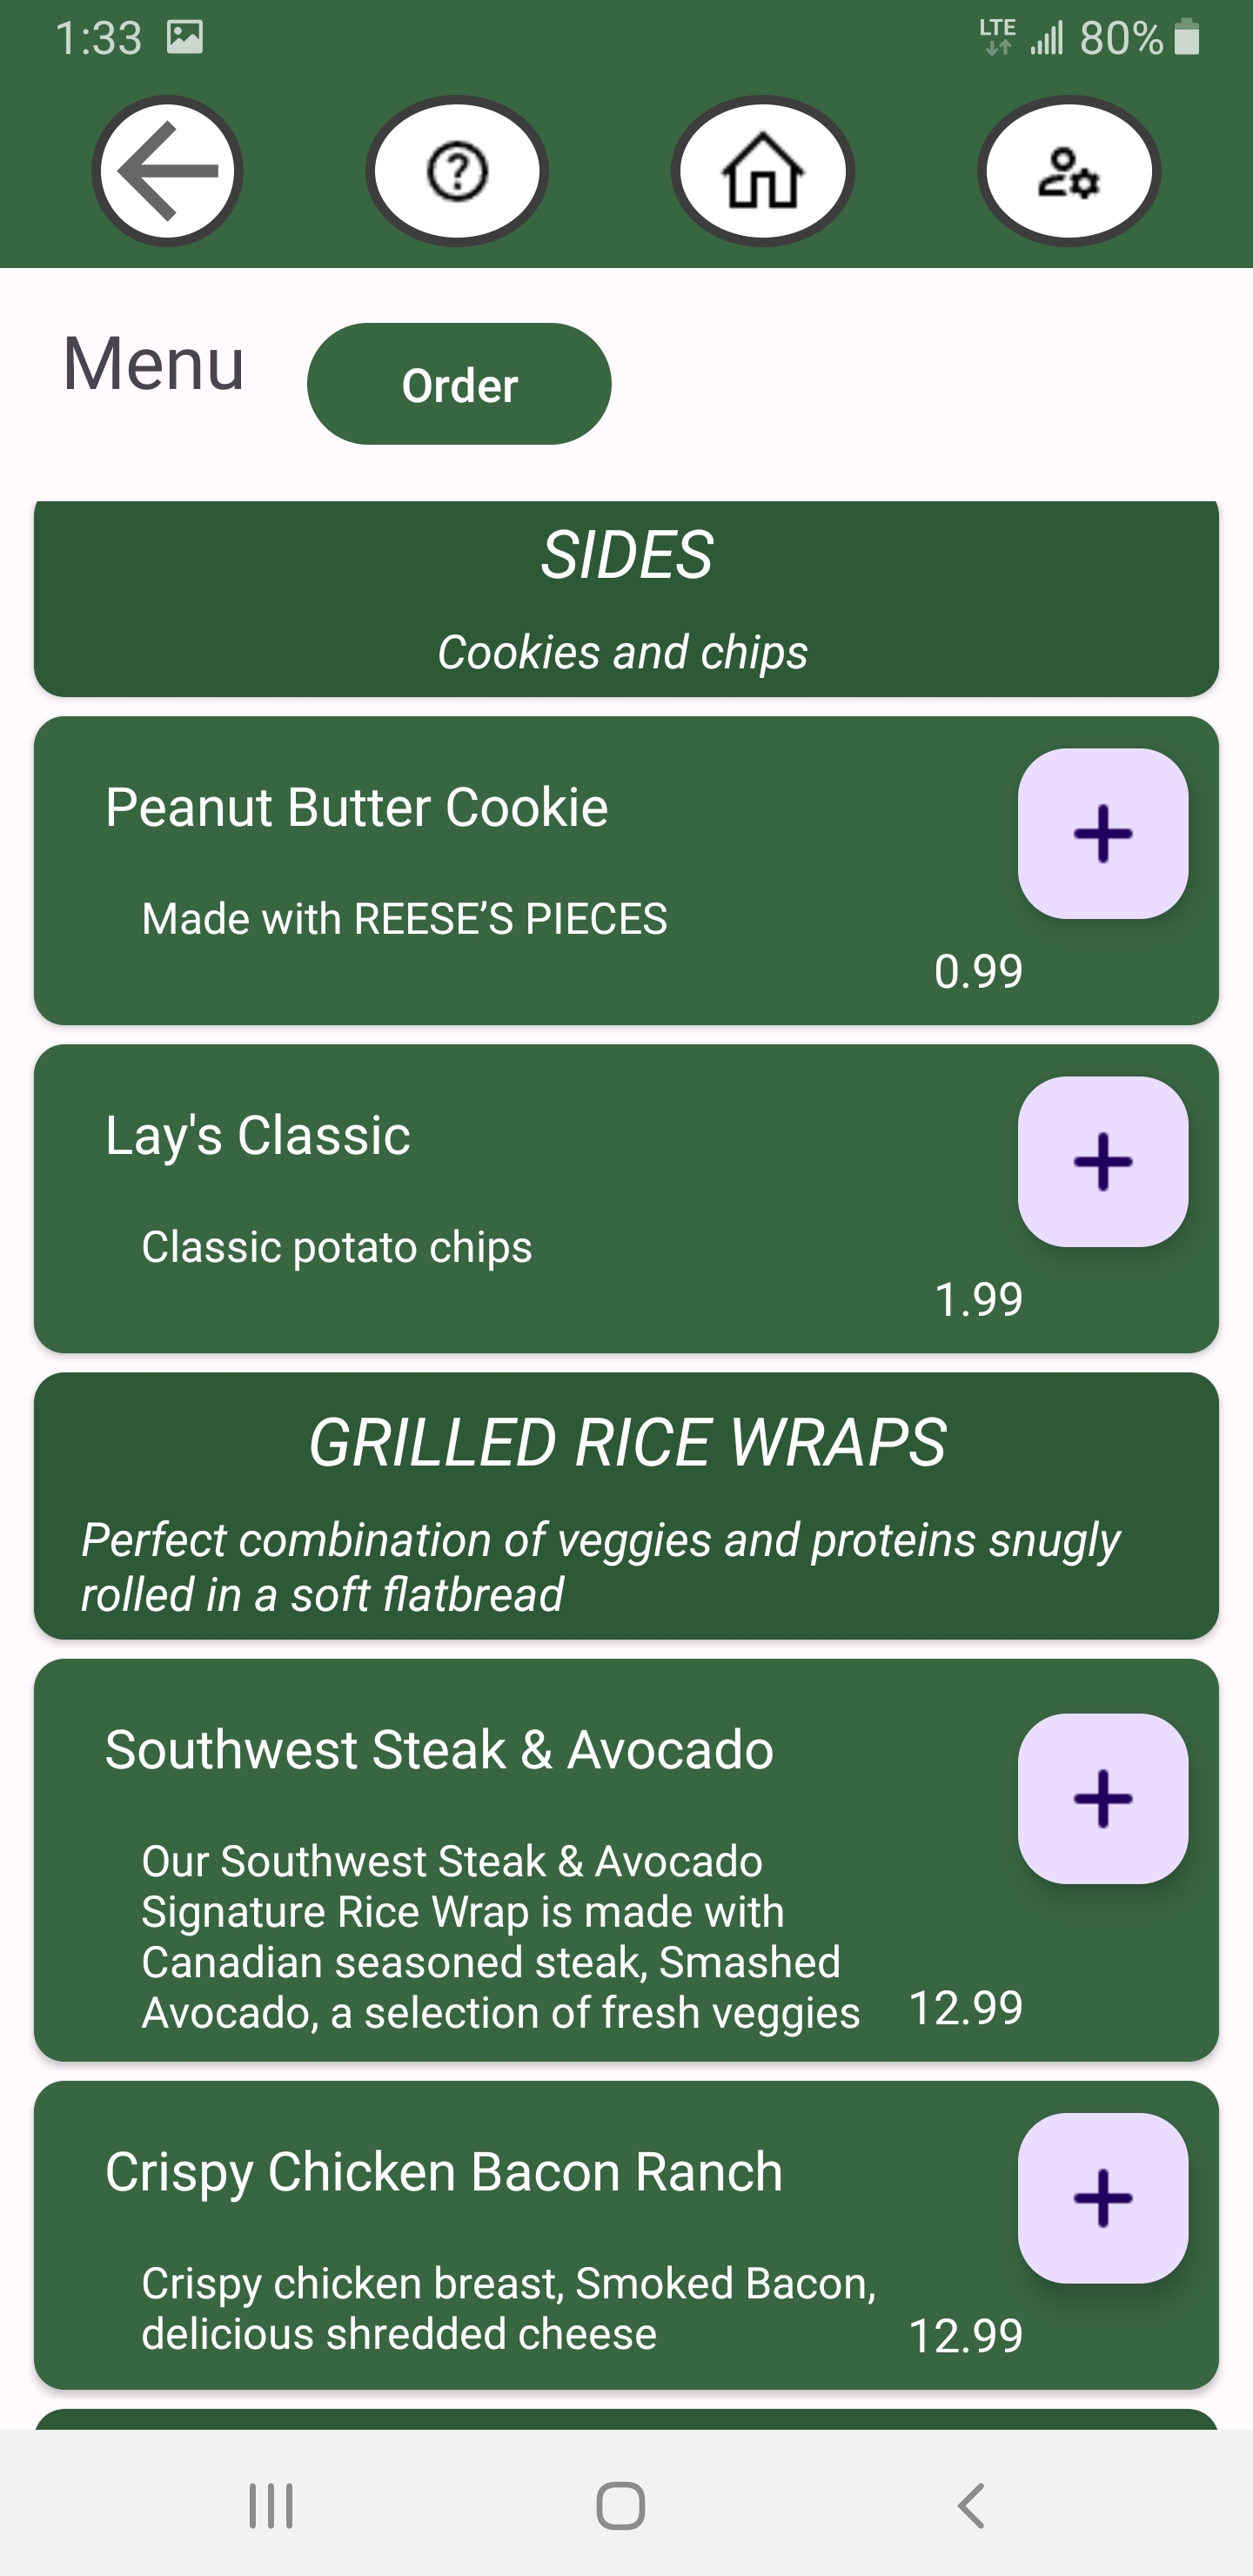 1:33
LTE
80%
?
Menu
Order
SIDES
Cookies and chips
Peanut Butter Cookie
Made with REESE’S PIECES
0.99
Lay's Classic
Classic potato chips
1.99
GRILLED RICE WRAPS
Perfect combination of veggies and proteins snugly
rolled in a soft flatbread
Southwest Steak & Avocado
Our Southwest Steak & Avocado
Signature Rice Wrap is made with
Canadian seasoned steak, Smashed
Avocado, a selection of fresh veggies
12.99
Crispy Chicken Bacon Ranch
Crispy chicken breast, Smoked Bacon,
delicious shredded cheese
12.99